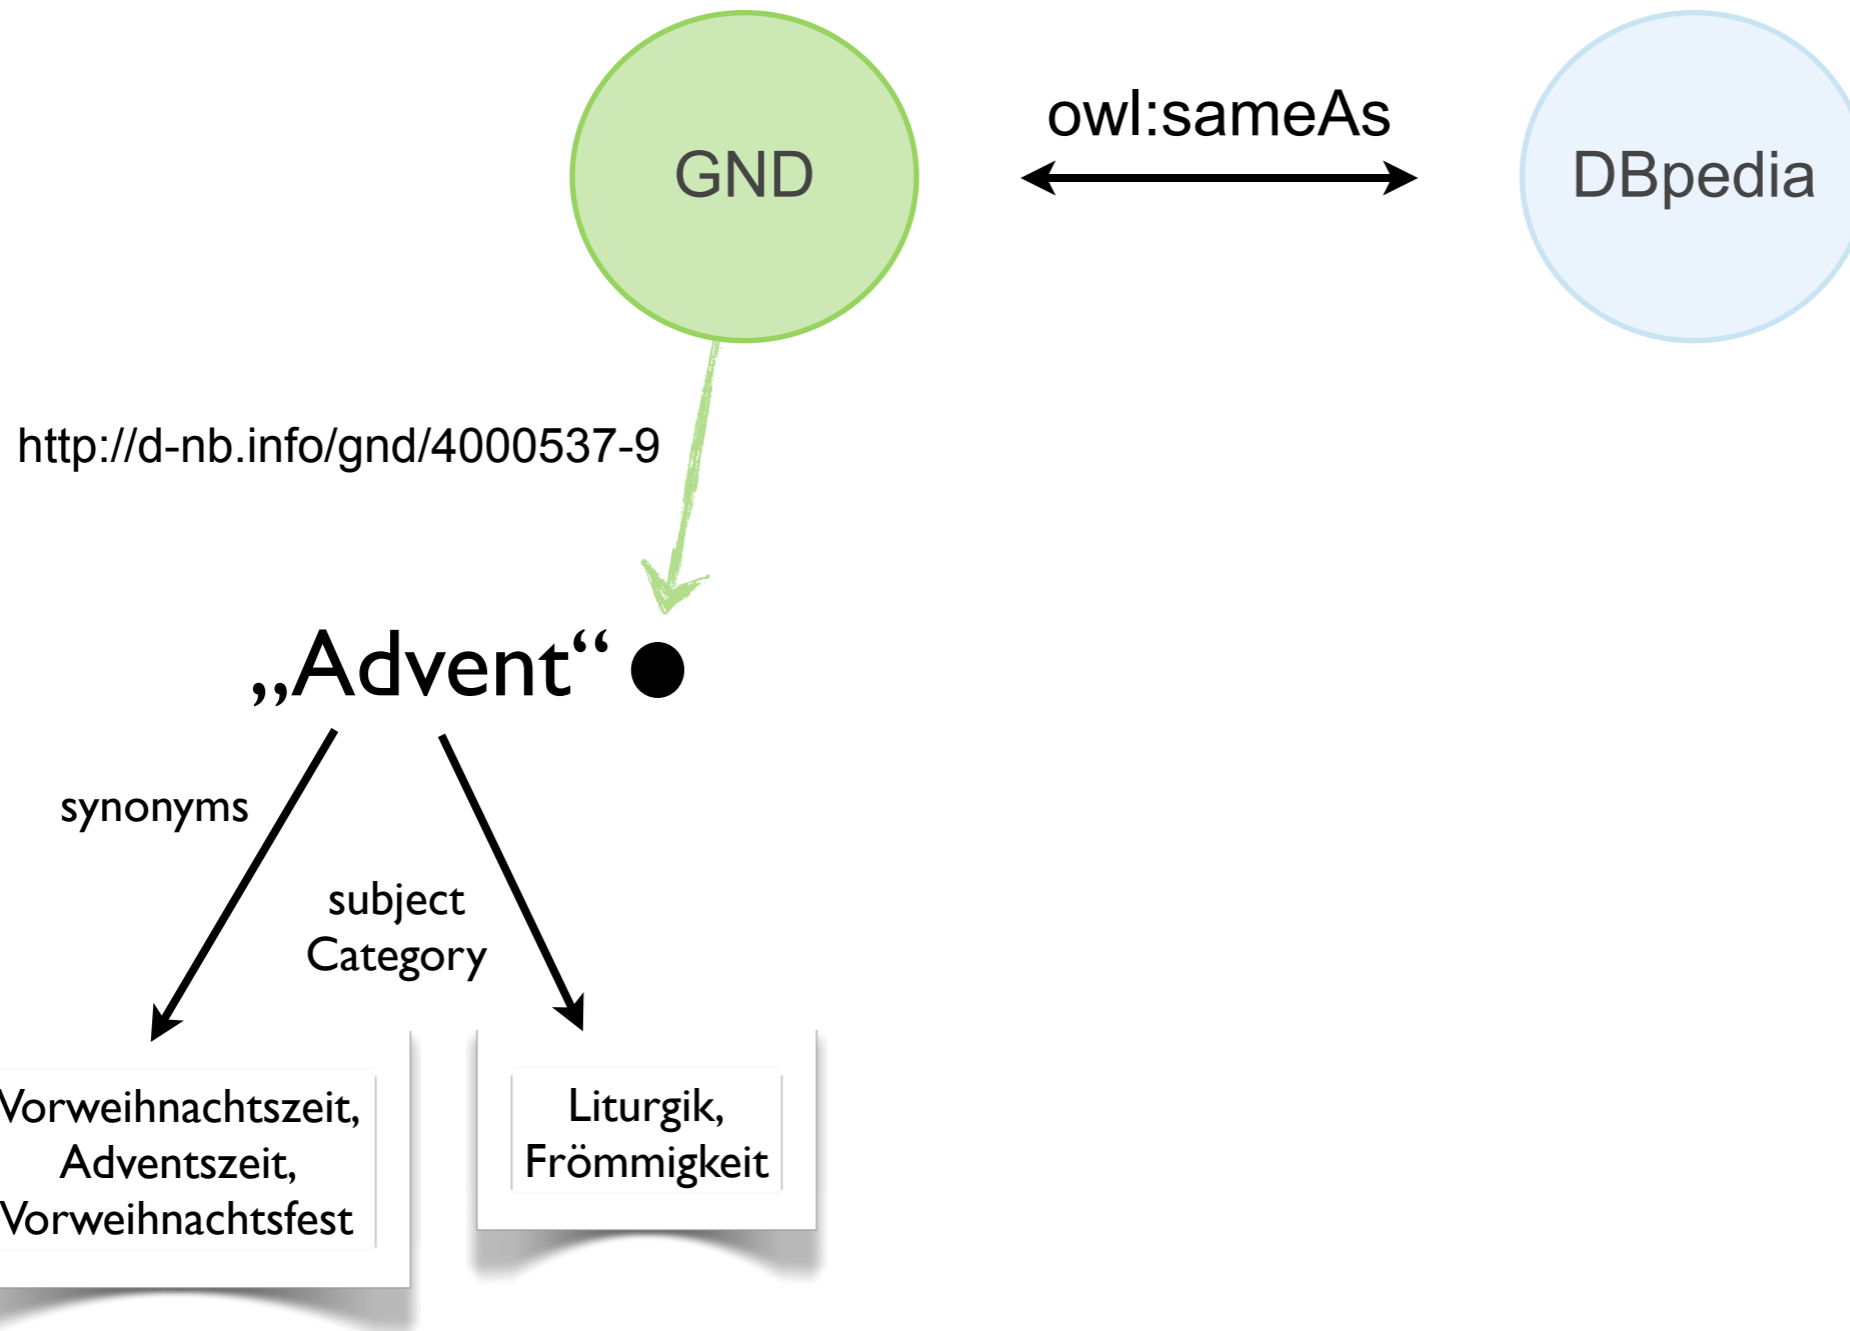 GND
owl:sameAs
DBpedia
http://d-nb.info/gnd/4000537-9
„Advent“
synonyms
subject
Category
Vorweihnachtszeit,
Adventszeit,
Vorweihnachtsfest
Liturgik,
Frömmigkeit